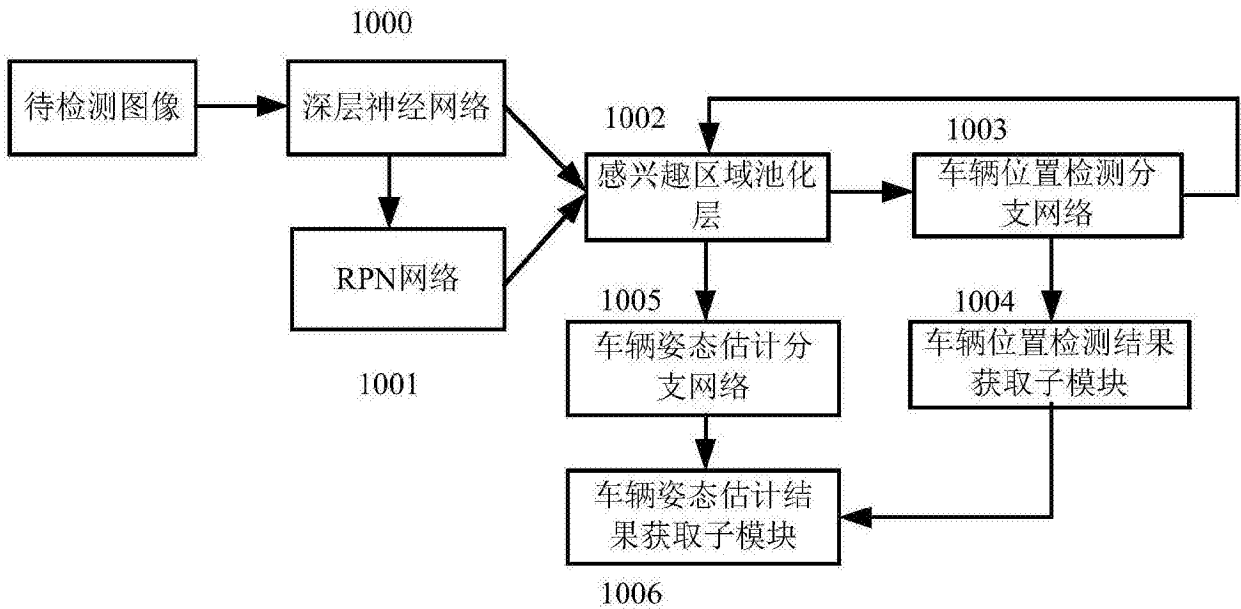 1000
待检测图像
深层神经网络
RPN网络
1001
1002
感兴趣区域池化
层
1003
车辆位置检测分
支网络
1005
车辆姿态估计分
支网络
1004
车辆位置检测结果
获取子模块
车辆姿态估计结
果获取子模块
1006